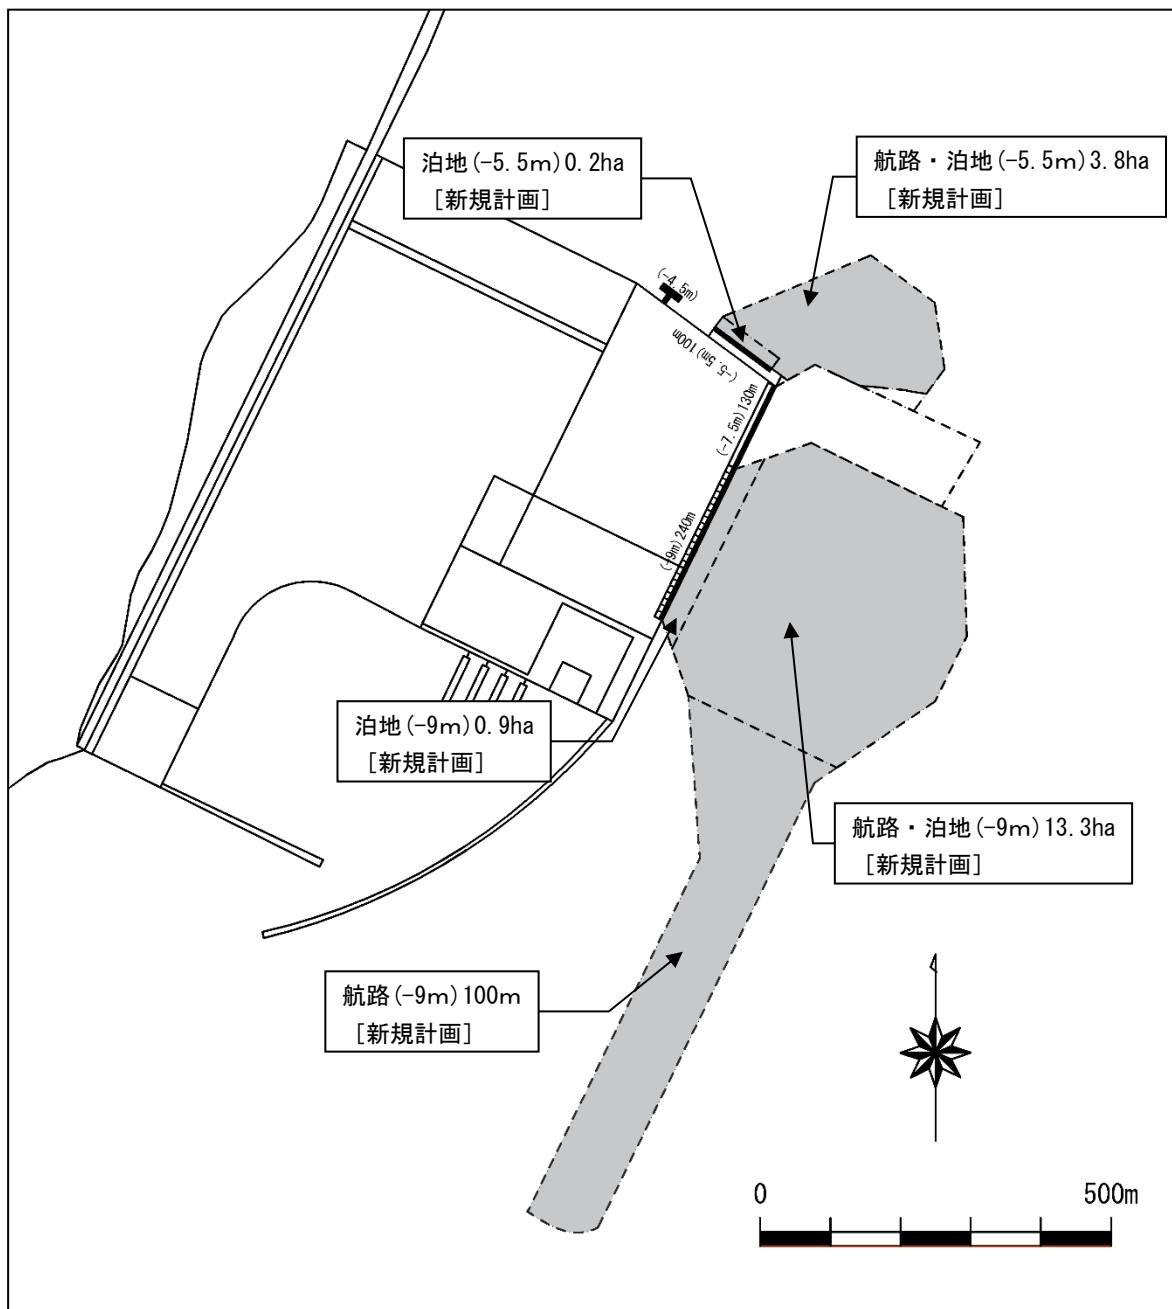 泊地(-5.5m)0.2ha
[新規計画]
航路・泊地(-5.5m)3.8ha
[新規計画]
(-4.5m)
(-5.5m)100m
(-7.5m)130m
(-9m)240m
泊地(-9m)0.9ha
[新規計画]
航路・泊地(-9m)13.3ha
[新規計画]
航路(-9m)100m
[新規計画]
0
500m